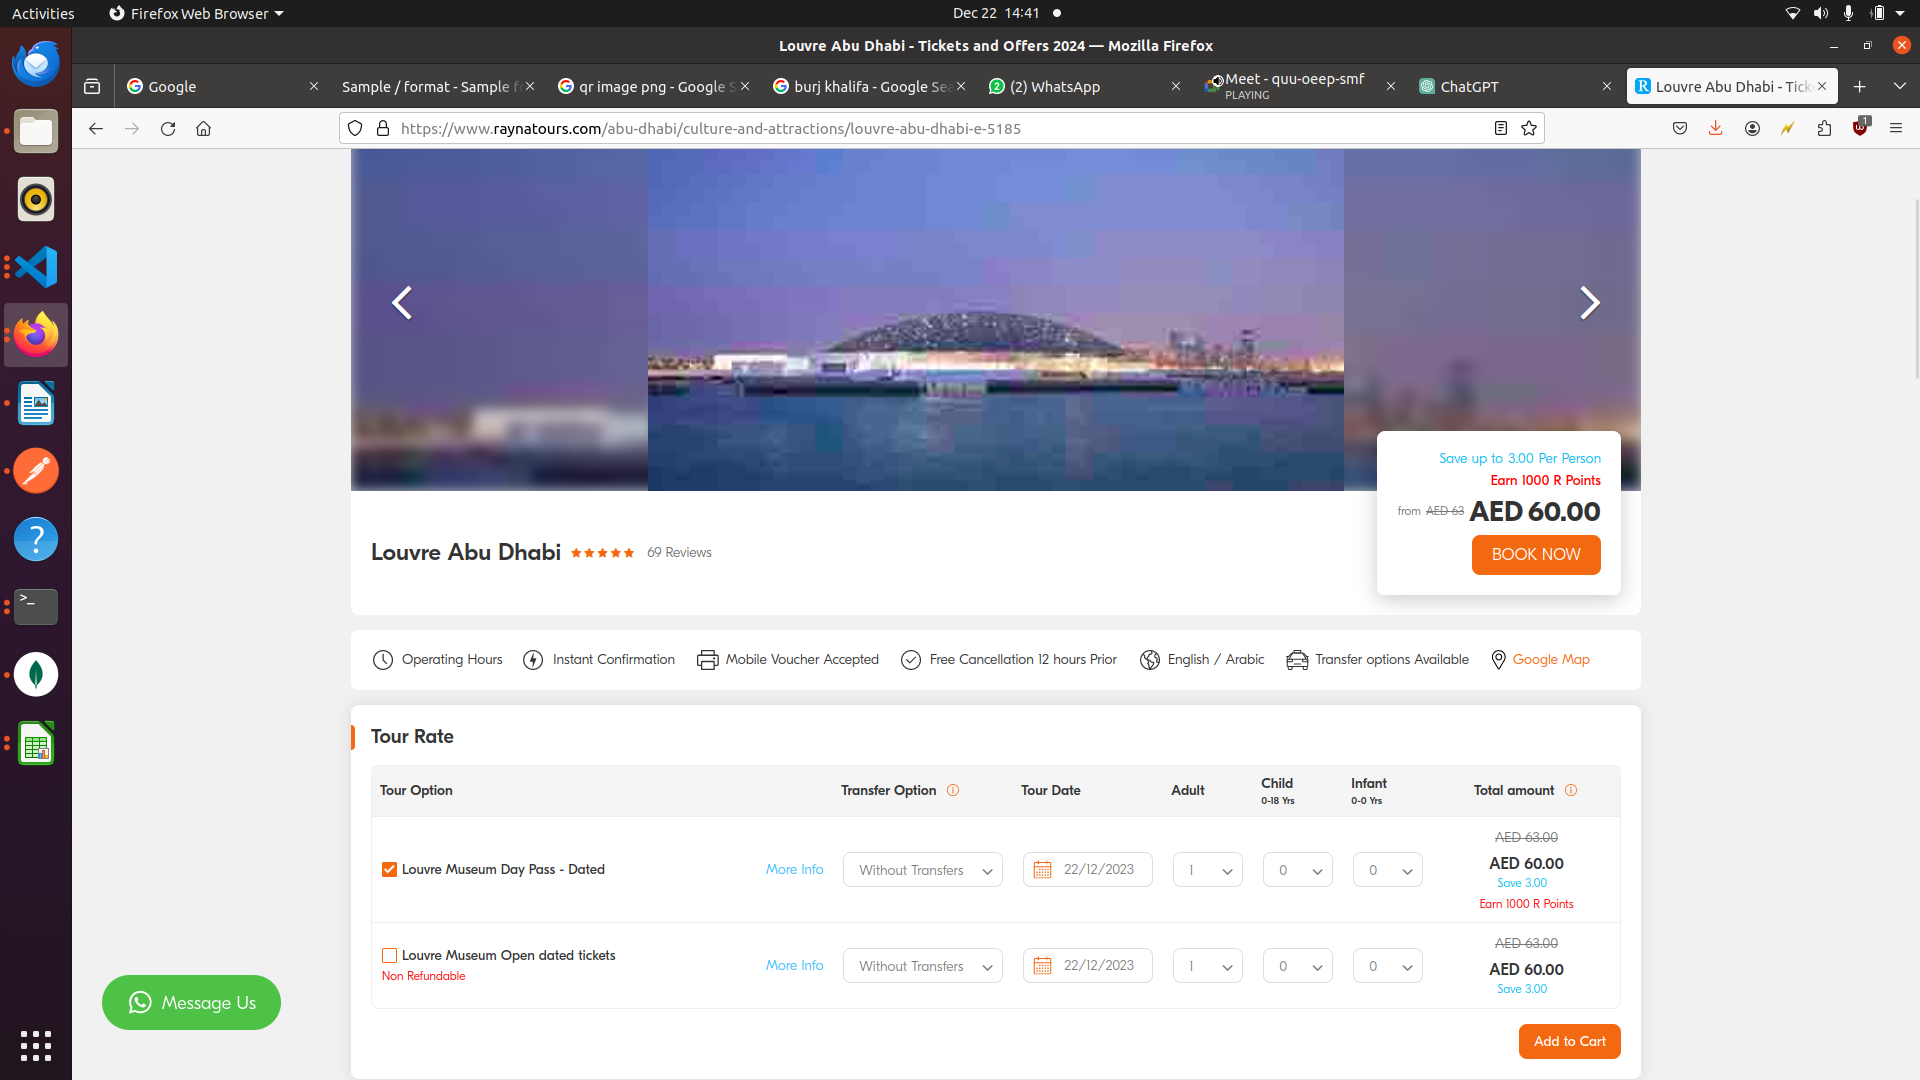 Activities
Firefox Web Browser
Dec 22 14:41
Louvre Abu Dhabi - Tickets and Offers 2024 — Mozilla Firefox
Google
Sample / format - Sample f
qr image png - Google S
burj khalifa - Google Sea
(2) WhatsApp
Meet - quu-oeep-smf
PLAYING
ChatGPT
Louvre Abu Dhabi - Tick
https://www.raynatours.com/abu-dhabi/culture-and-attractions/louvre-abu-dhabi-e-5185
1
Save up to 3.00 Per Person
Earn 1000 R Points
from AED 63 AED 60.00
BOOK NOW
Louvre Abu Dhabi
69 Reviews
Operating Hours
Instant Confirmation
Mobile Voucher Accepted
Free Cancellation 12 hours Prior
English / Arabic
Transfer options Available
Google Map
Tour Rate
Tour Option
Transfer Option
Tour Date
Adult
Child
0-18 Yrs
Infant
0-0 Yrs
Total amount
Louvre Museum Day Pass - Dated
More Info
Without Transfers
22/12/2023
1
0
0
AED 63.00
AED 60.00
Save 3.00
Earn 1000 R Points
Louvre Museum Open dated tickets
Non Refundable
More Info
Without Transfers
22/12/2023
1
0
0
AED 63.00
AED 60.00
Save 3.00
Message Us
Add to Cart